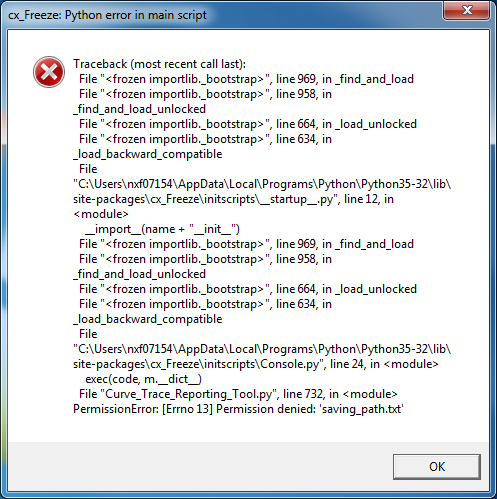 cx_Freeze: Python error in main script
Traceback (most recent call last):
File "<frozen importlib._bootstrap>", line 969, in _find_and_load
File "<frozen importlib._bootstrap>", line 958, in
_find_and_load_unlocked
File "<frozen importlib._bootstrap>", line 664, in _load_unlocked
File "<frozen importlib._bootstrap>", line 634, in
_load_backward_compatible
File
"C:\Users\nxf07154\AppData\Local\Programs\Python\Python35-32\lib\
site-packages\cx_Freeze\initscripts\__startup__.py", line 12, in
<module>
__import__(name + "__init__")
File "<frozen importlib._bootstrap>", line 969, in _find_and_load
File "<frozen importlib._bootstrap>", line 958, in
_find_and_load_unlocked
File "<frozen importlib._bootstrap>", line 664, in _load_unlocked
File "<frozen importlib._bootstrap>", line 634, in
_load_backward_compatible
File
"C:\Users\nxf07154\AppData\Local\Programs\Python\Python35-32\lib\
site-packages\cx_Freeze\initscripts\Console.py", line 24, in <module>
exec(code, m.__dict__)
File "Curve_Trace_Reporting_Tool.py", line 732, in <module>
PermissionError: [Errno 13] Permission denied: 'saving_path.txt'
OK